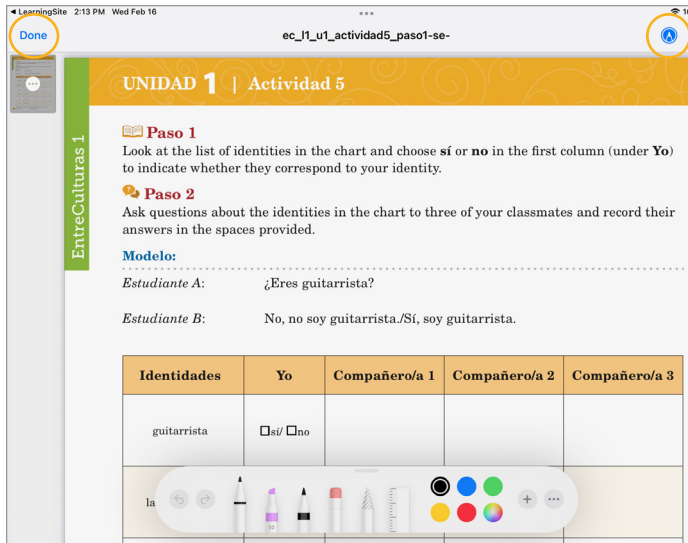 LearningSite 2:13 PM Wed Feb 16
Done
ec_l1_u1_actividad5_paso1-se-
UNIDAD 1 | Actividad 5
EntreCulturas 1
Paso 1
Look at the list of identities in the chart and choose sí or no in the first column (under Yo)
to indicate whether they correspond to your identity.
Paso 2
Ask questions about the identities in the chart to three of your classmates and record their
answers in the spaces provided.
Modelo:
Estudiante A: ¿Eres guitarrista?
Estudiante B: No, no soy guitarrista./Sí, soy guitarrista.
Identidades Yo Compañero/a 1 Compañero/a 2 Compañero/a 3
guitarrista sí/ no
la